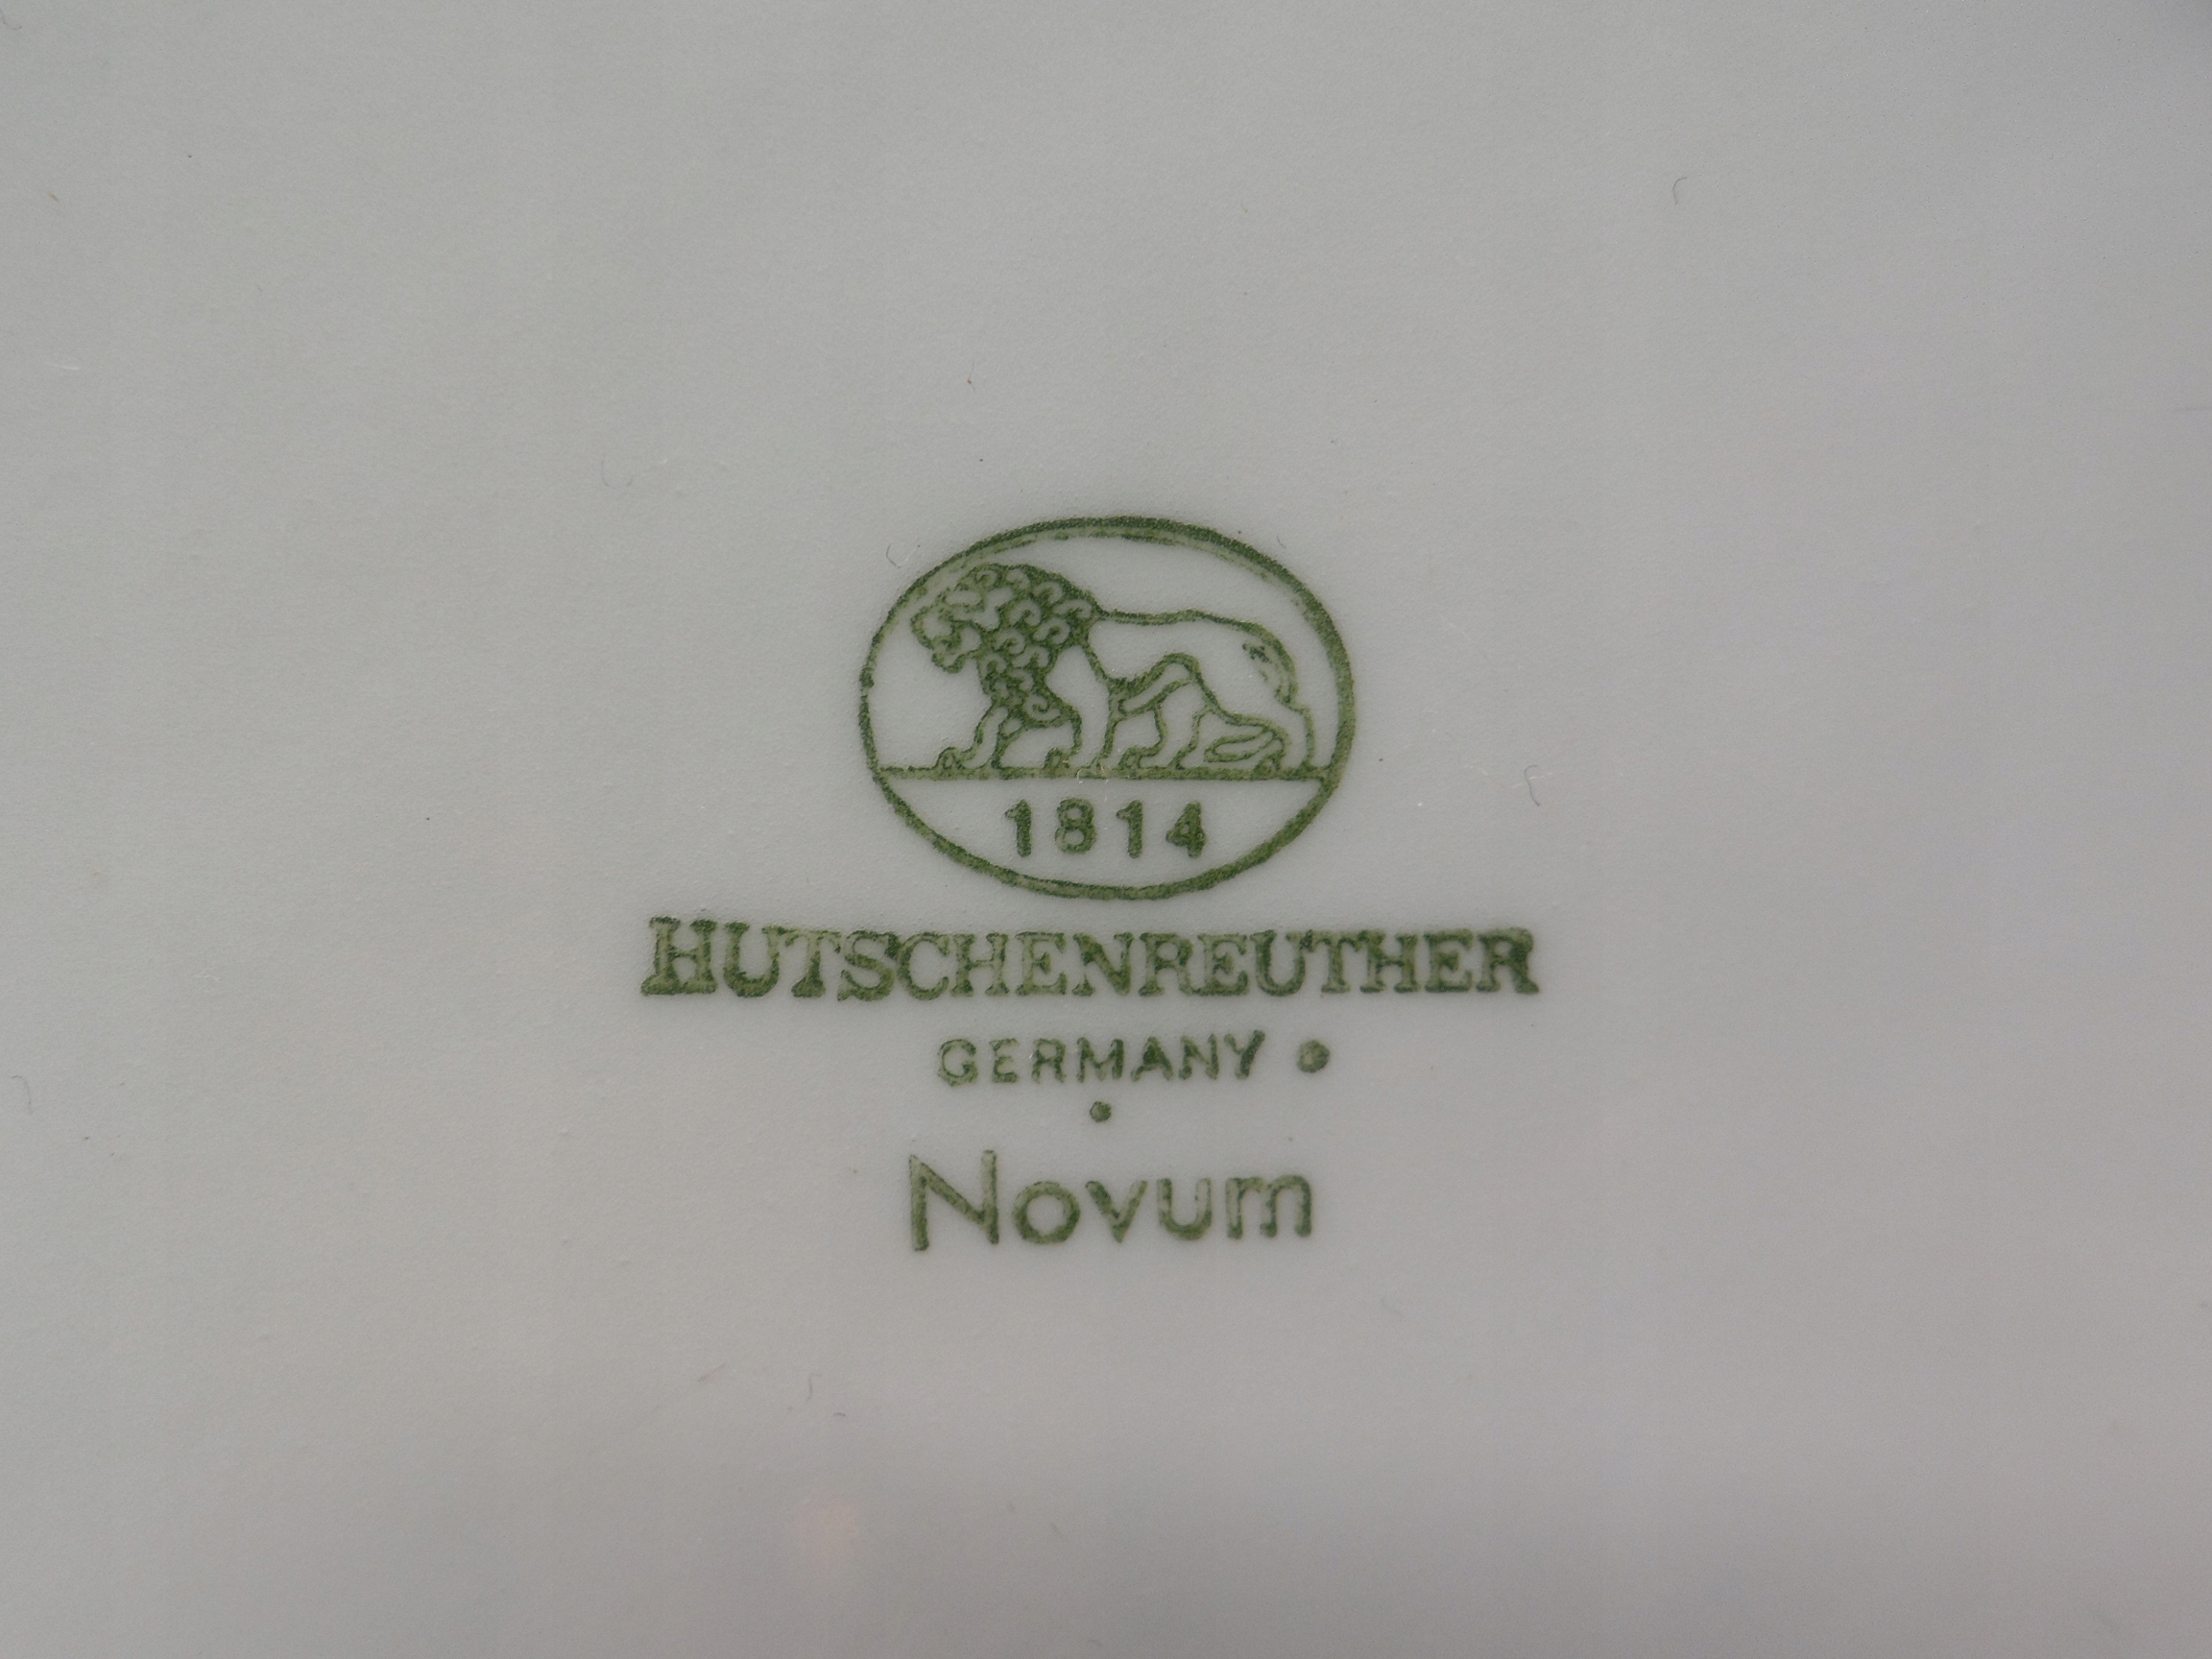 1814
HUTSCHENREUTHER
GERMANY
Novum